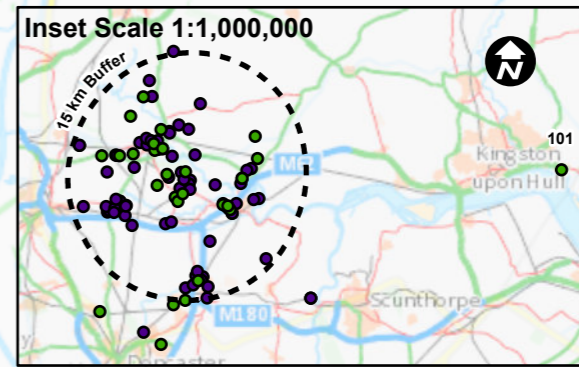 Inset Scale 1:1,000,000
15 km Buffer
N
101
Kingston
upon Hull
M62
Scunthorpe
M180
Doncaster